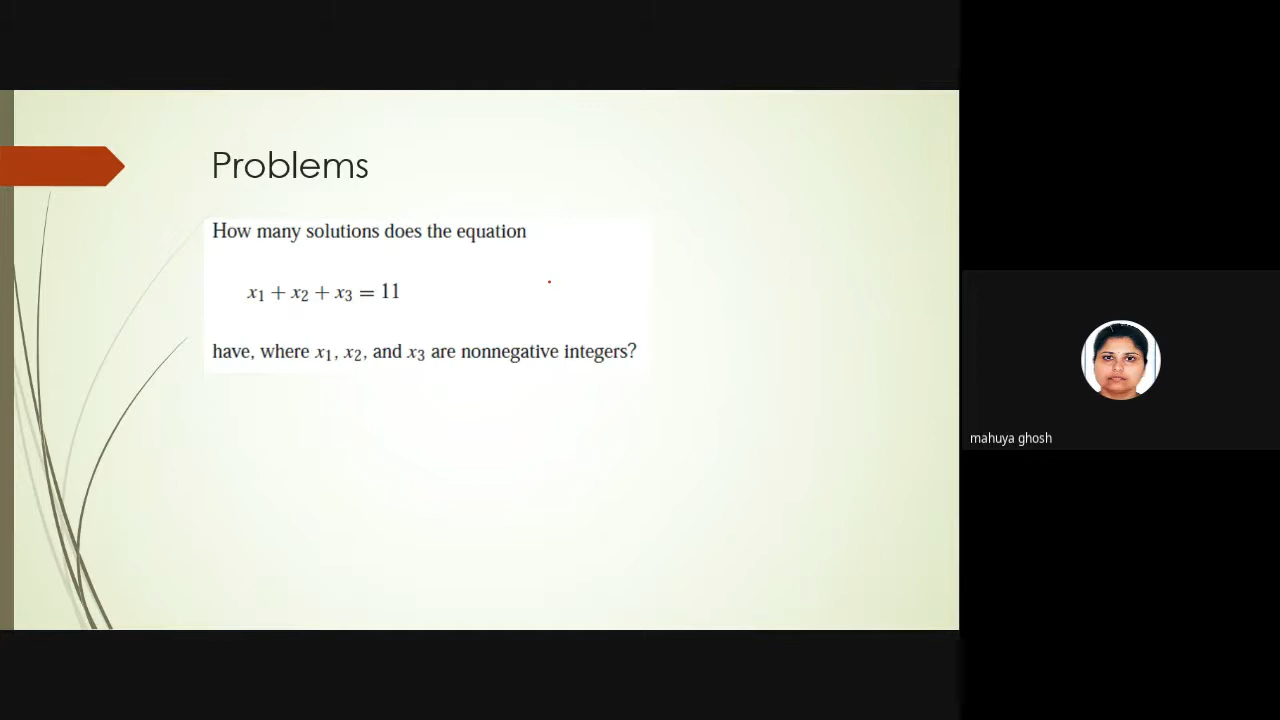 Problems
How many solutions does the equation
x₁ + x₂ + x₃ = 11
have, where x₁, x₂, and x₃ are nonnegative integers?
mahuya ghosh